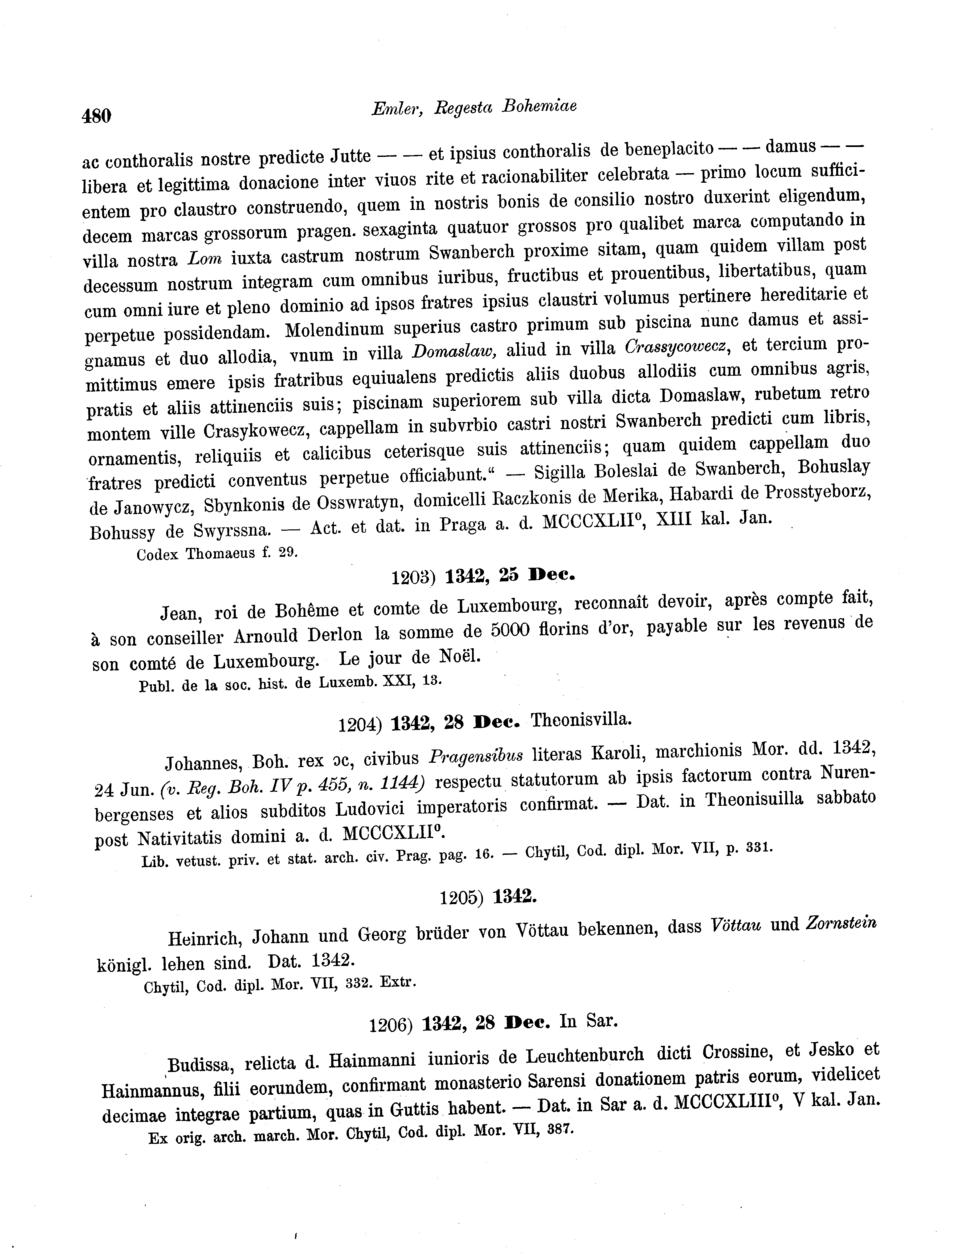 480
Emler, Regesta Bohemiae
ac conthoralis nostre predicte Jutte — — et ipsius conthoralis de beneplacito — — damus — —
libera et legittima donacione inter viuos rite et racionabiliter celebrata — primo locum suffici-
entem pro claustro construendo, quem in nostris bonis de consilio nostro duxerint eligendum,
decem marcas grossorum pragen. sexaginta quatuor grossos pro qualibet marca computando in
villa nostra Lom iuxta castrum nostrum Swanberch proxime sitam, quam quidem villam post
decessum nostrum integram cum omnibus iuribus, fructibus et prouentibus, libertatibus, quam
cum omni iure et pleno dominio ad ipsos fratres ipsius claustri volumus pertinere hereditarie et
perpetue possidendam. Molendinum superius castro primum sub piscina nunc damus et assi-
gnamus et duo allodia, vnum in villa Domaslaw, aliud in villa Crassycowecz, et tercium pro-
mittimus emere ipsis fratribus equiualens predictis aliis duobus allodiis cum omnibus agris,
pratis et aliis attinenciis suis; piscinam superiorem sub villa dicta Domaslaw, rubetum retro
montem ville Crasykowecz, cappellam in subvrbio castri nostri Swanberch predicti cum libris,
ornamentis, reliquiis et calicibus ceterisque suis attinenciis; quam quidem cappellam duo
fratres predicti conventus perpetue officiabunt.“ — Sigilla Boleslai de Swanberch, Bohuslay
de Janowycz, Sbynkonis de Osswratyn, domicelli Raczkonis de Merika, Habardi de Prosstyeborz,
Bohussy de Swyrssna. — Act. et dat. in Praga a. d. MCCCXLII⁰, XIII kal. Jan.
Codex Thomaeus f. 29.
1203) 1342, 25 Dec.
Jean, roi de Bohême et comte de Luxembourg, reconnaît devoir, après compte fait,
à son conseiller Arnould Derlon la somme de 5000 florins d'or, payable sur les revenus de
son comté de Luxembourg. Le jour de Noël.
Publ. de la soc. hist. de Luxemb. XXI, 13.
1204) 1342, 28 Dec. Theonisvilla.
Johannes, Boh. rex ɔc, civibus Pragensibus literas Karoli, marchionis Mor. dd. 1342,
24 Jun. (v. Reg. Boh. IV p. 455, n. 1144) respectu statutorum ab ipsis factorum contra Nuren-
bergenses et alios subditos Ludovici imperatoris confirmat. — Dat. in Theonisuilla sabbato
post Nativitatis domini a. d. MCCCXLII⁰.
Lib. vetust. priv. et stat. arch. civ. Prag. pag. 16. — Chytil, Cod. dipl. Mor. VII, p. 331.
1205) 1342.
Heinrich, Johann und Georg brüder von Vöttau bekennen, dass Vöttau und Zornstein
königl. lehen sind. Dat. 1342.
Chytil, Cod. dipl. Mor. VII, 332. Extr.
1206) 1342, 28 Dec. In Sar.
Budissa, relicta d. Hainmanni iunioris de Leuchtenburch dicti Crossine, et Jesko et
Hainmannus, filii eorundem, confirmant monasterio Sarensi donationem patris eorum, videlicet
decimae integrae partium, quas in Guttis habent. — Dat. in Sar a. d. MCCCXLIII⁰, V kal. Jan.
Ex orig. arch. march. Mor. Chytil, Cod. dipl. Mor. VII, 387.